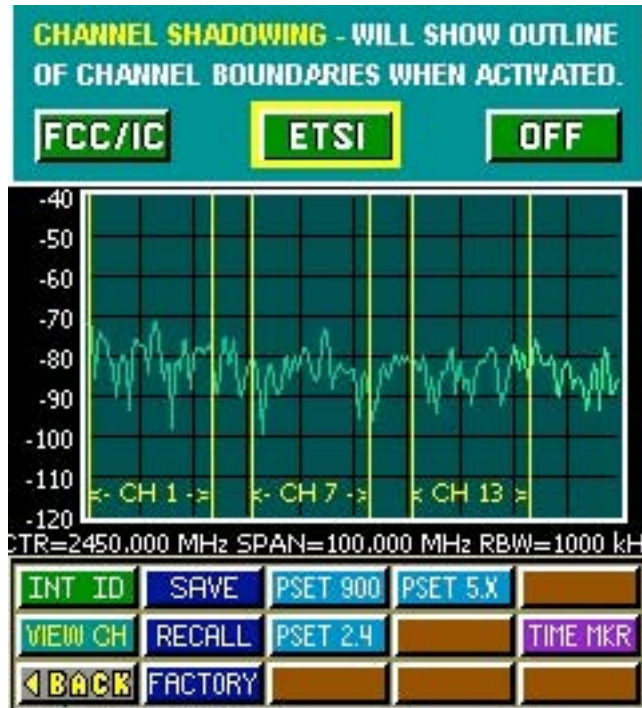 CHANNEL SHADOWING - WILL SHOW OUTLINE
OF CHANNEL BOUNDARIES WHEN ACTIVATED.
FCC/IC ETSI OFF
-40
-50
-60
-70
-80
-90
-100
-110
<- CH 1 -> <- CH 7 -> < CH 13 >
-120
CTR=2450.000 MHz SPAN=100.000 MHz RBW=1000 kH
INT ID SAVE PSET 900 PSET 5.X
VIEW CH RECALL PSET 2.4 TIME MKR
BACK FACTORY